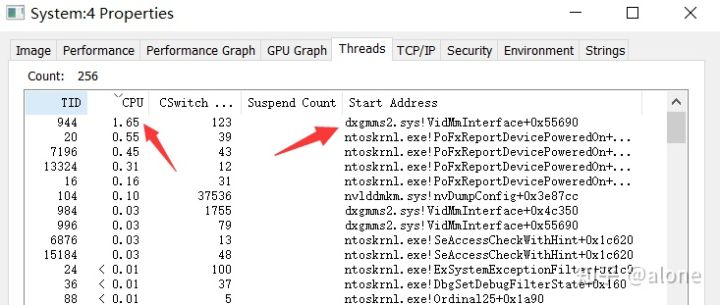 System:4 Properties
Image Performance Performance Graph GPU Graph Threads TCP/IP Security Environment Strings
Count: 256
TID CPU CSwitch ... Suspend Count Start Address
944 1.65 123 dxgmms2.sys!VidMmInterface+0x55690
20 0.55 39 ntoskrnl.exe!PoFxReportDevicePoweredOn+...
7196 0.45 43 ntoskrnl.exe!PoFxReportDevicePoweredOn+...
13324 0.31 12 ntoskrnl.exe!PoFxReportDevicePoweredOn+...
16 0.16 31 ntoskrnl.exe!PoFxReportDevicePoweredOn+...
104 0.10 37536 nvlddmkm.sys!nvDumpConfig+0x3e87cc
984 0.03 1755 dxgmms2.sys!VidMmInterface+0x4c350
996 0.03 79 dxgmms2.sys!VidMmInterface+0x55690
6876 0.03 13 ntoskrnl.exe!SeAccessCheckWithHint+0x1c620
15184 0.03 48 ntoskrnl.exe!SeAccessCheckWithHint+0x1c620
24 < 0.01 100 ntoskrnl.exe!ExSystemExceptionFilter+0x1c9
36 < 0.01 37 ntoskrnl.exe!DbgSetDebugFilterState+0x160
88 < 0.01 5 ntoskrnl.exe!Ordinal25+0x1a90
知乎 @alone